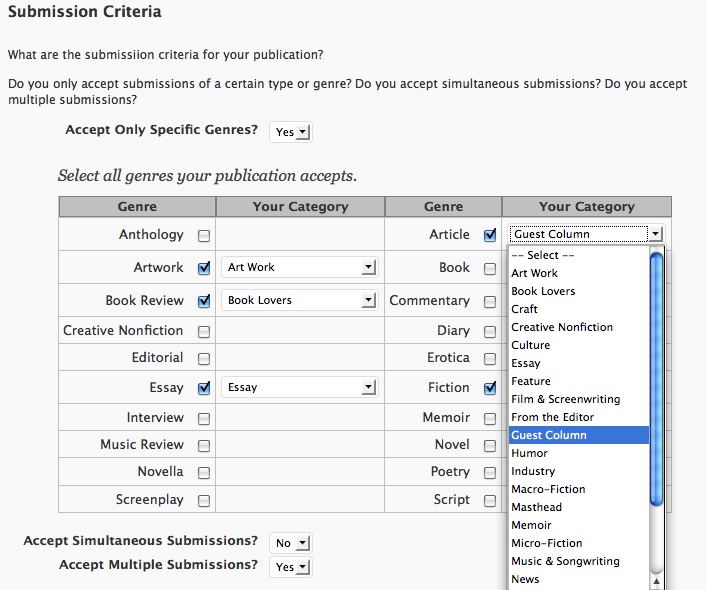 Submission Criteria
What are the submissiion criteria for your publication?
Do you only accept submissions of a certain type or genre? Do you accept simultaneous submissions? Do you accept
multiple submissions?
Accept Only Specific Genres? Yes
Select all genres your publication accepts.
Genre Your Category Genre Your Category
Anthology Article Guest Column
Artwork Art Work Book
Book Review Book Lovers Commentary
Creative Nonfiction Diary
Editorial Erotica
Essay Essay Fiction
Interview Memoir
Music Review Novel
Novella Poetry
Screenplay Script
-- Select --
Art Work
Book Lovers
Craft
Creative Nonfiction
Culture
Essay
Feature
Film & Screenwriting
From the Editor
Guest Column
Humor
Industry
Macro-Fiction
Masthead
Memoir
Micro-Fiction
Music & Songwriting
News
Accept Simultaneous Submissions? No
Accept Multiple Submissions? Yes